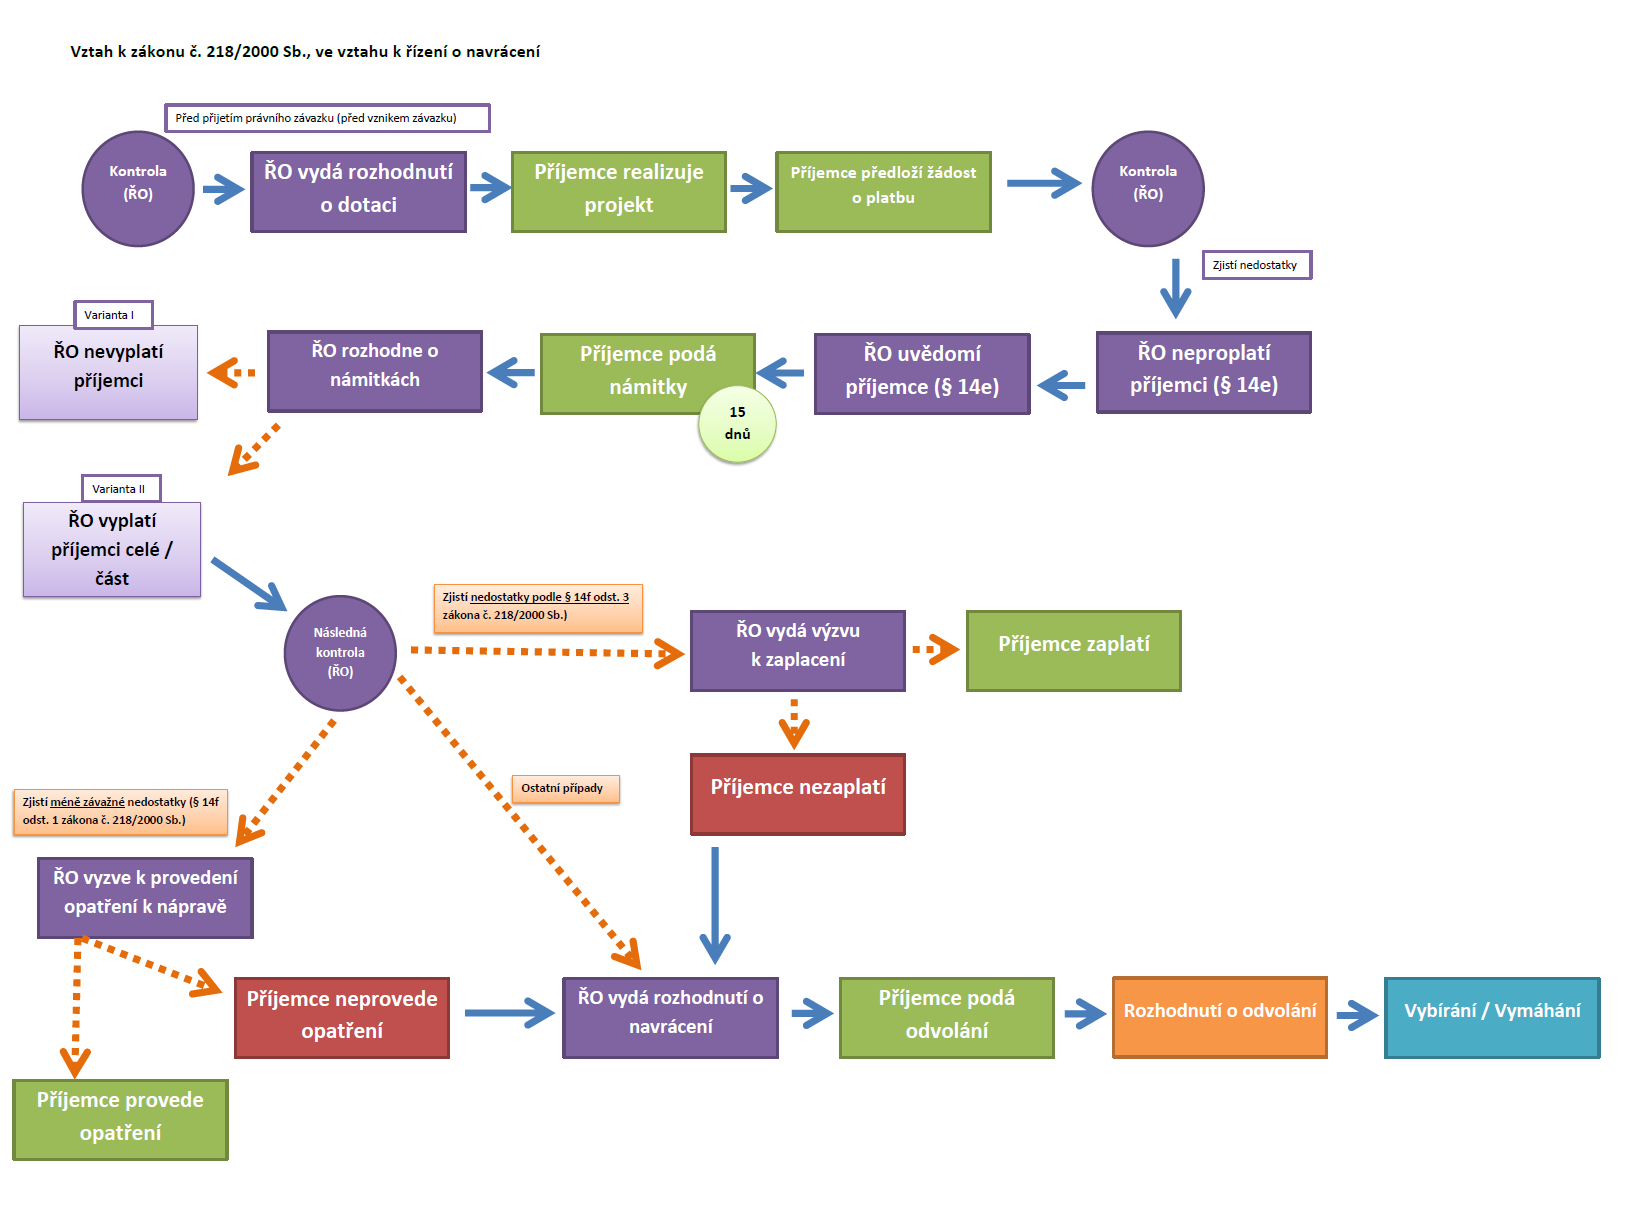 Vztah k zákonu č. 218/2000 Sb., ve vztahu k řízení o navrácení
Před přijetím právního závazku (před vznikem závazku)
Kontrola
(ŘO)
ŘO vydá rozhodnutí
o dotaci
Příjemce realizuje
projekt
Příjemce předloží žádost
o platbu
Kontrola
(ŘO)
Zjistí nedostatky
ŘO neproplatí
příjemci (§ 14e)
ŘO uvědomí
příjemce (§ 14e)
Příjemce podá
námitky
15
dnů
ŘO rozhodne o
námitkách
Varianta I
ŘO nevyplatí
příjemci
Varianta II
ŘO vyplatí
příjemci celé /
část
Následná
kontrola
(ŘO)
Zjistí nedostatky podle § 14f odst. 3
zákona č. 218/2000 Sb.)
ŘO vydá výzvu
k zaplacení
Příjemce zaplatí
Příjemce nezaplatí
Ostatní případy
Zjistí méně závažné nedostatky (§ 14f
odst. 1 zákona č. 218/2000 Sb.)
ŘO vyzve k provedení
opatření k nápravě
Příjemce neprovede
opatření
ŘO vydá rozhodnutí o
navrácení
Příjemce podá
odvolání
Rozhodnutí o odvolání
Vybírání / Vymáhání
Příjemce provede
opatření